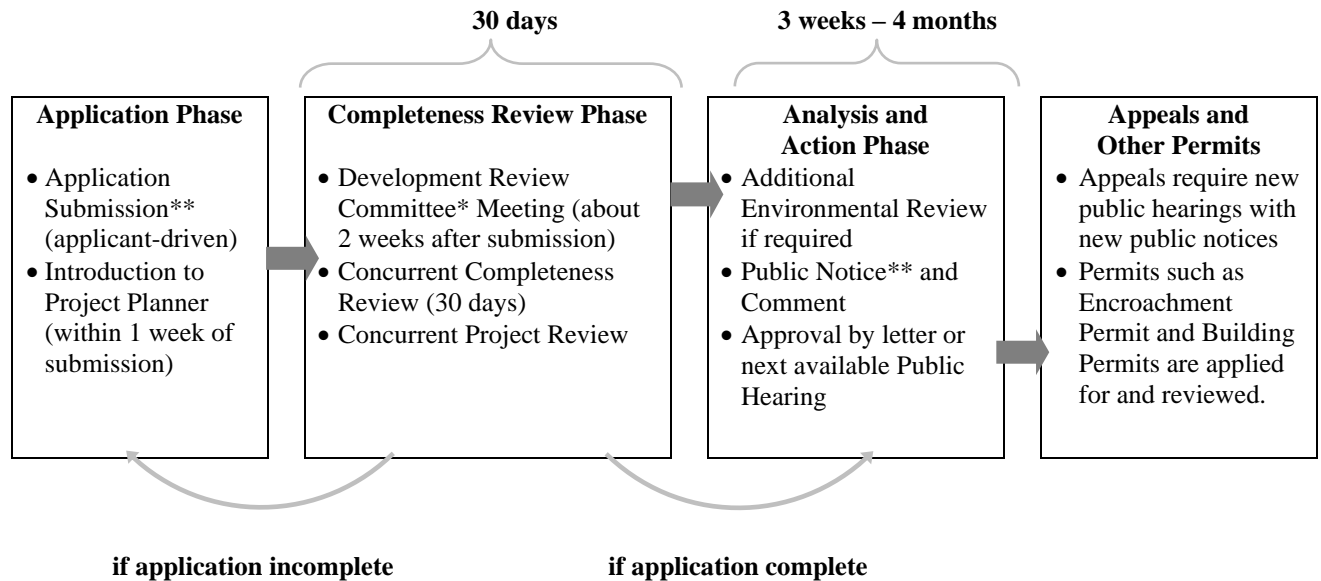 30 days
3 weeks – 4 months
Application Phase
• Application
Submission**
(applicant-driven)
• Introduction to
Project Planner
(within 1 week of
submission)
Completeness Review Phase
• Development Review
Committee* Meeting (about
2 weeks after submission)
• Concurrent Completeness
Review (30 days)
• Concurrent Project Review
Analysis and
Action Phase
• Additional
Environmental Review
if required
• Public Notice** and
Comment
• Approval by letter or
next available Public
Hearing
Appeals and
Other Permits
• Appeals require new
public hearings with
new public notices
• Permits such as
Encroachment
Permit and Building
Permits are applied
for and reviewed.
if application incomplete
if application complete